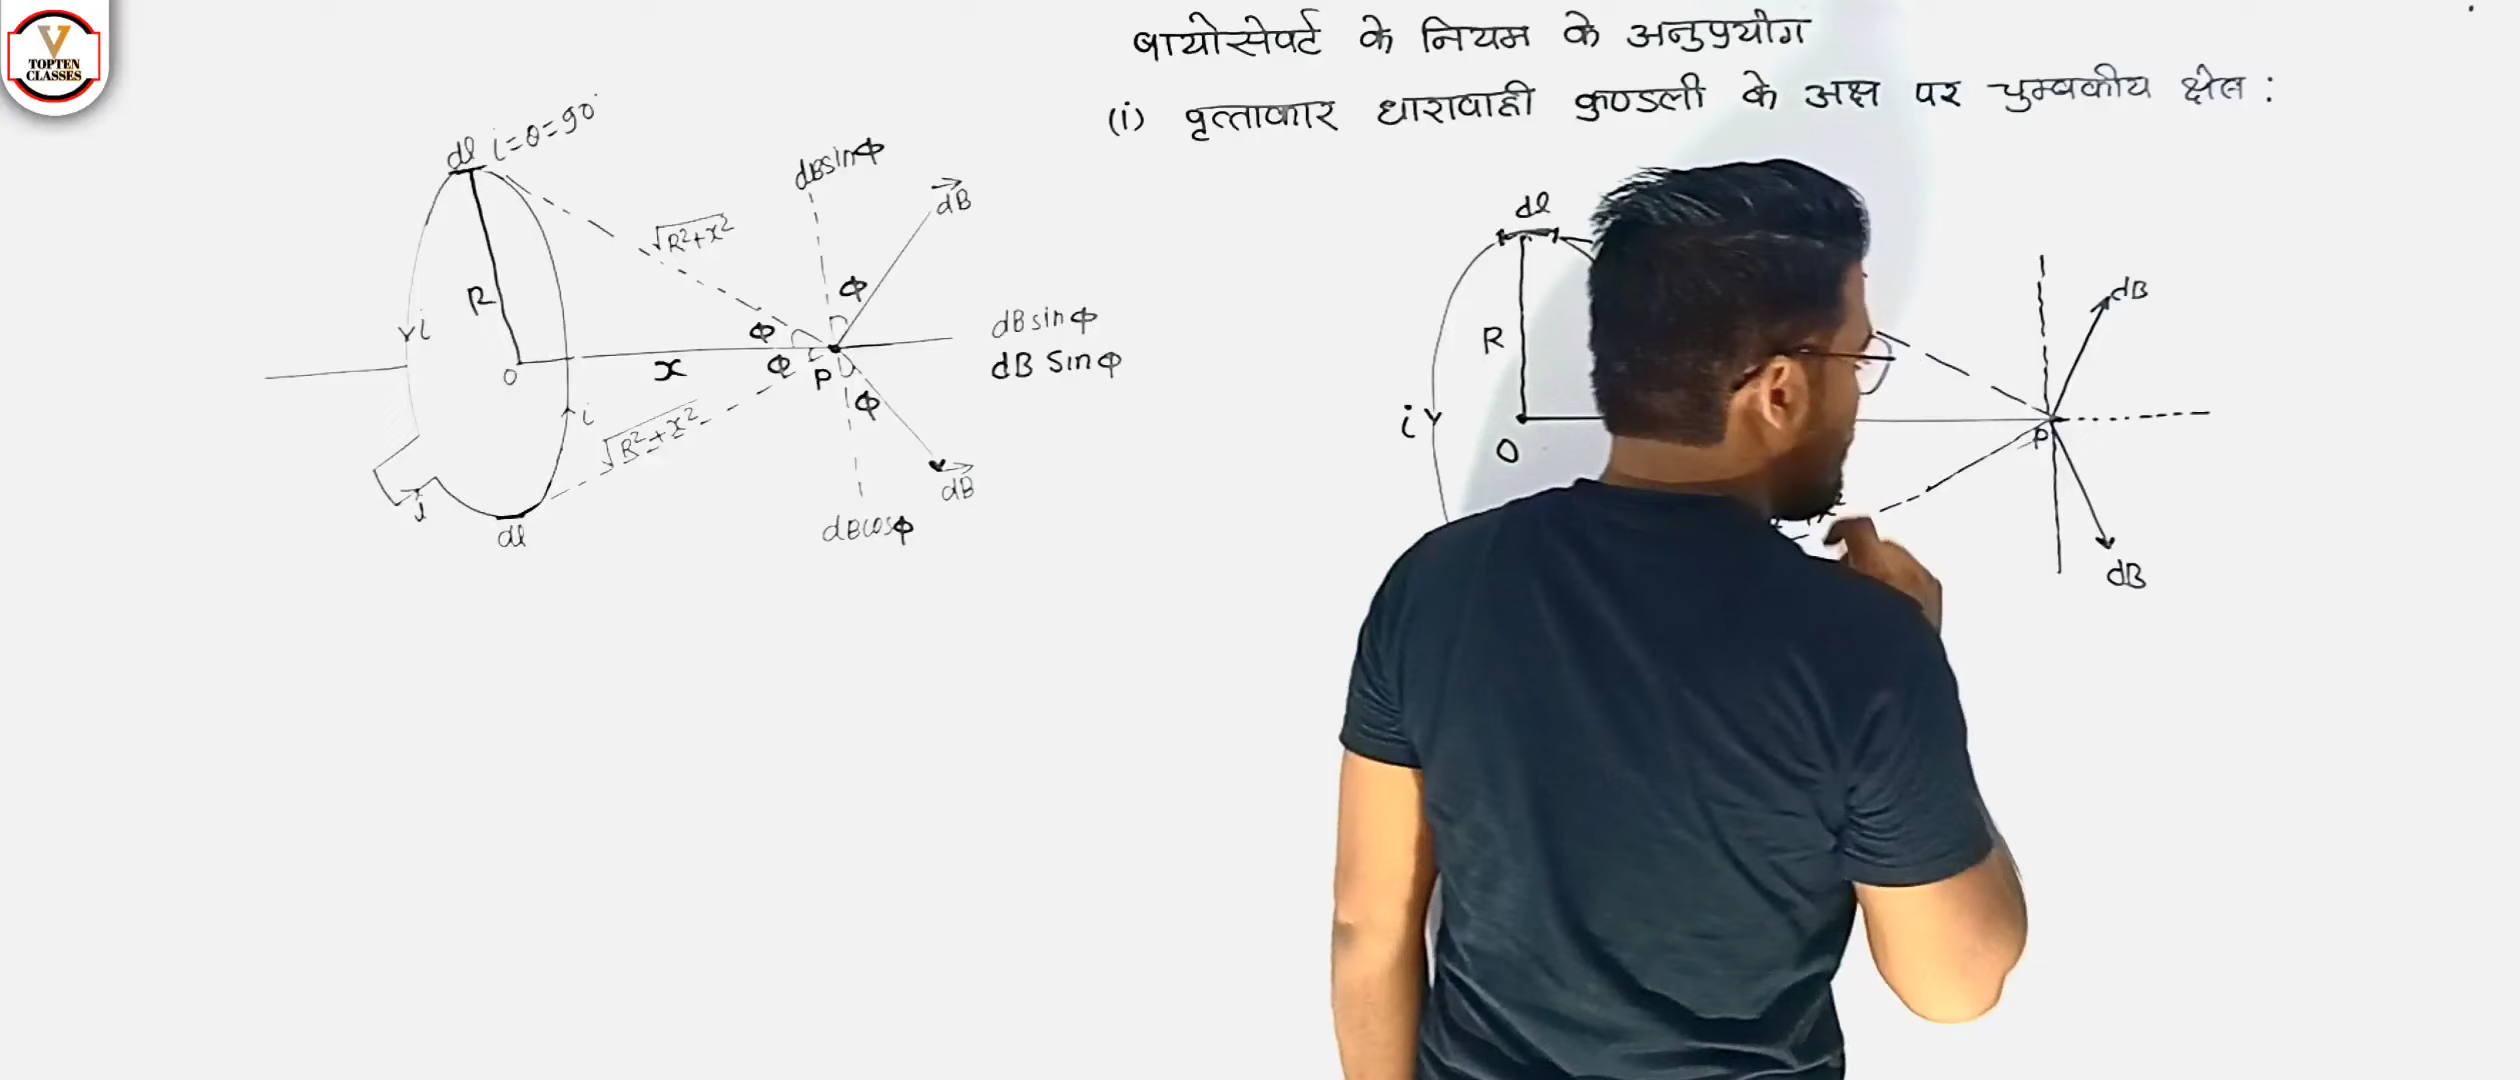 V
TOPTEN
CLASSES
बायोसेवर्ट के नियम के अनुप्रयोग
(i) वृत्ताकार धारावाही कुण्डली के अक्ष पर चुम्बकीय क्षेत्र :
dl i=θ=90°
dBsinϕ
dB
√R²+x²
R
ϕ
i
ϕ
dB sinϕ
O
x
ϕ
P
dB Sinϕ
ϕ
i
√R²+x²
dB
i
dl
dBcosϕ
dl
dB
R
i
O
P
dB